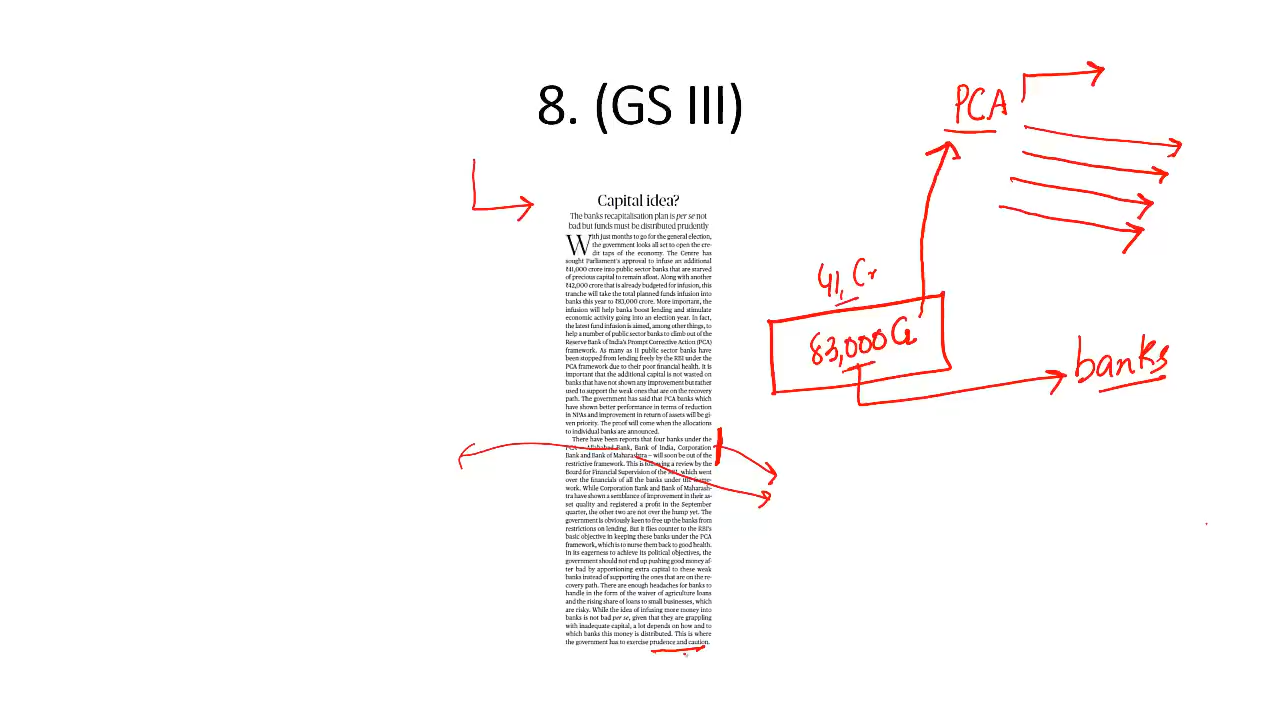 8. (GS III)
Capital idea?
The banks recapitalisation plan is per se not
bad but funds must be distributed prudently
With just months to go for the general election,
the government looks all set to open the cre-
dit taps of the economy. The Centre has
sought Parliament's approval to infuse an additional
₹41,000 crore into public sector banks that are starved
of precious capital to remain afloat. Along with another
₹42,000 crore that is already budgeted for infusion, this
tranche will take the total planned funds infusion into
banks this year to ₹83,000 crore. More important, the
infusion will help banks boost lending and stimulate
economic activity going into an election year. In fact,
the latest fund infusion is aimed, among other things, to
help a number of public sector banks to climb out of the
Reserve Bank of India's Prompt Corrective Action (PCA)
framework. As many as 11 public sector banks have
been stopped from lending freely by the RBI under the
PCA framework due to their poor financial health. It is
important that the additional capital is not wasted on
banks that have not shown any improvement but rather
used to support the weak ones that are on the recovery
path. The government has said that PCA banks which
have shown better performance in terms of reduction
in NPAs and improvement in return of assets will be gi-
ven priority. The proof will come when the allocations
to individual banks are announced.
There have been reports that four banks under the
PCA – Allahabad Bank, Bank of India, Corporation
Bank and Bank of Maharashtra – will soon be out of the
restrictive framework. This is following a review by the
Board for Financial Supervision of the RBI, which went
over the financials of all the banks under the frame-
work. While Corporation Bank and Bank of Maharash-
tra have shown a semblance of improvement in their as-
set quality and registered a profit in the September
quarter, the other two are not over the hump yet. The
government is obviously keen to free up the banks from
restrictions on lending. But it flies counter to the RBI's
basic objective in keeping these banks under the PCA
framework, which is to nurse them back to good health.
In its eagerness to achieve its political objectives, the
government should not end up pushing good money af-
ter bad by apportioning extra capital to these weak
banks instead of supporting the ones that are on the re-
covery path. There are enough headaches for banks to
handle in the form of the waiver of agriculture loans
and the rising share of loans to small businesses, which
are risky. While the idea of infusing more money into
banks is not bad per se, given that they are grappling
with inadequate capital, a lot depends on how and to
which banks this money is distributed. This is where
the government has to exercise prudence and caution.
PCA
41, Cr
83,000 Cr
banks